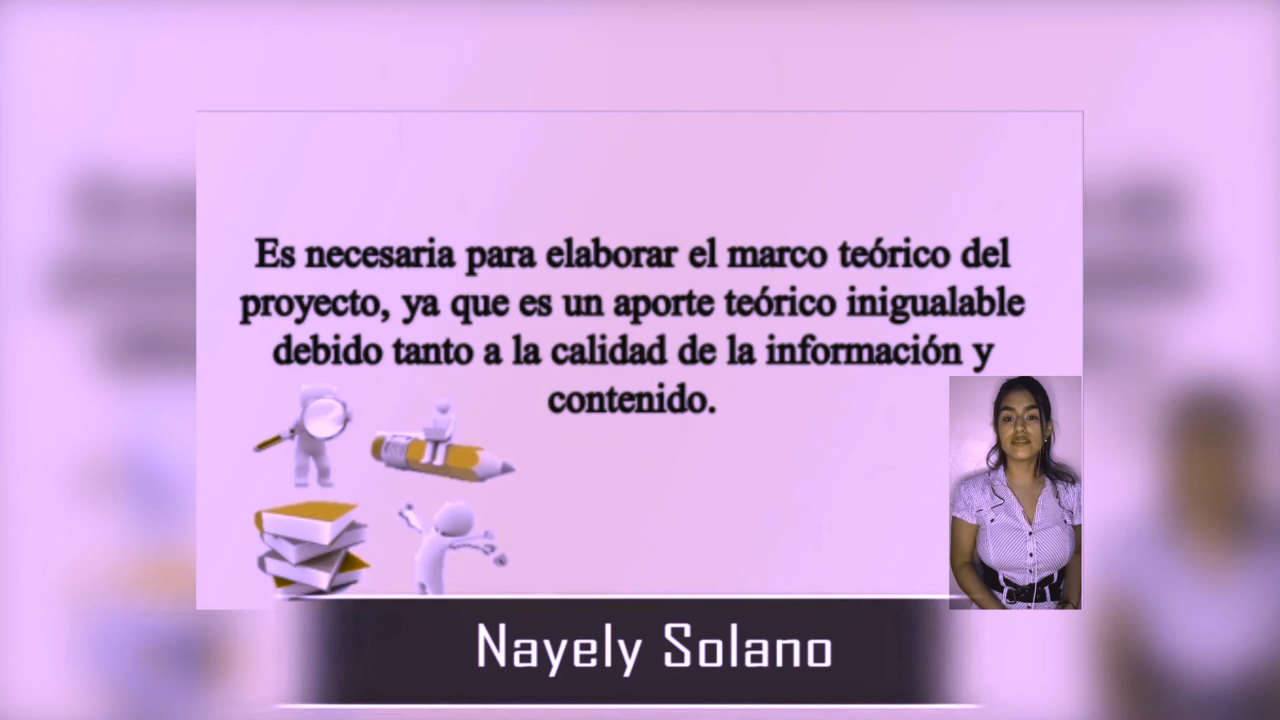 Es necesaria para elaborar el marco teórico del
proyecto, ya que es un aporte teórico inigualable
debido tanto a la calidad de la información y
contenido.
Nayely Solano